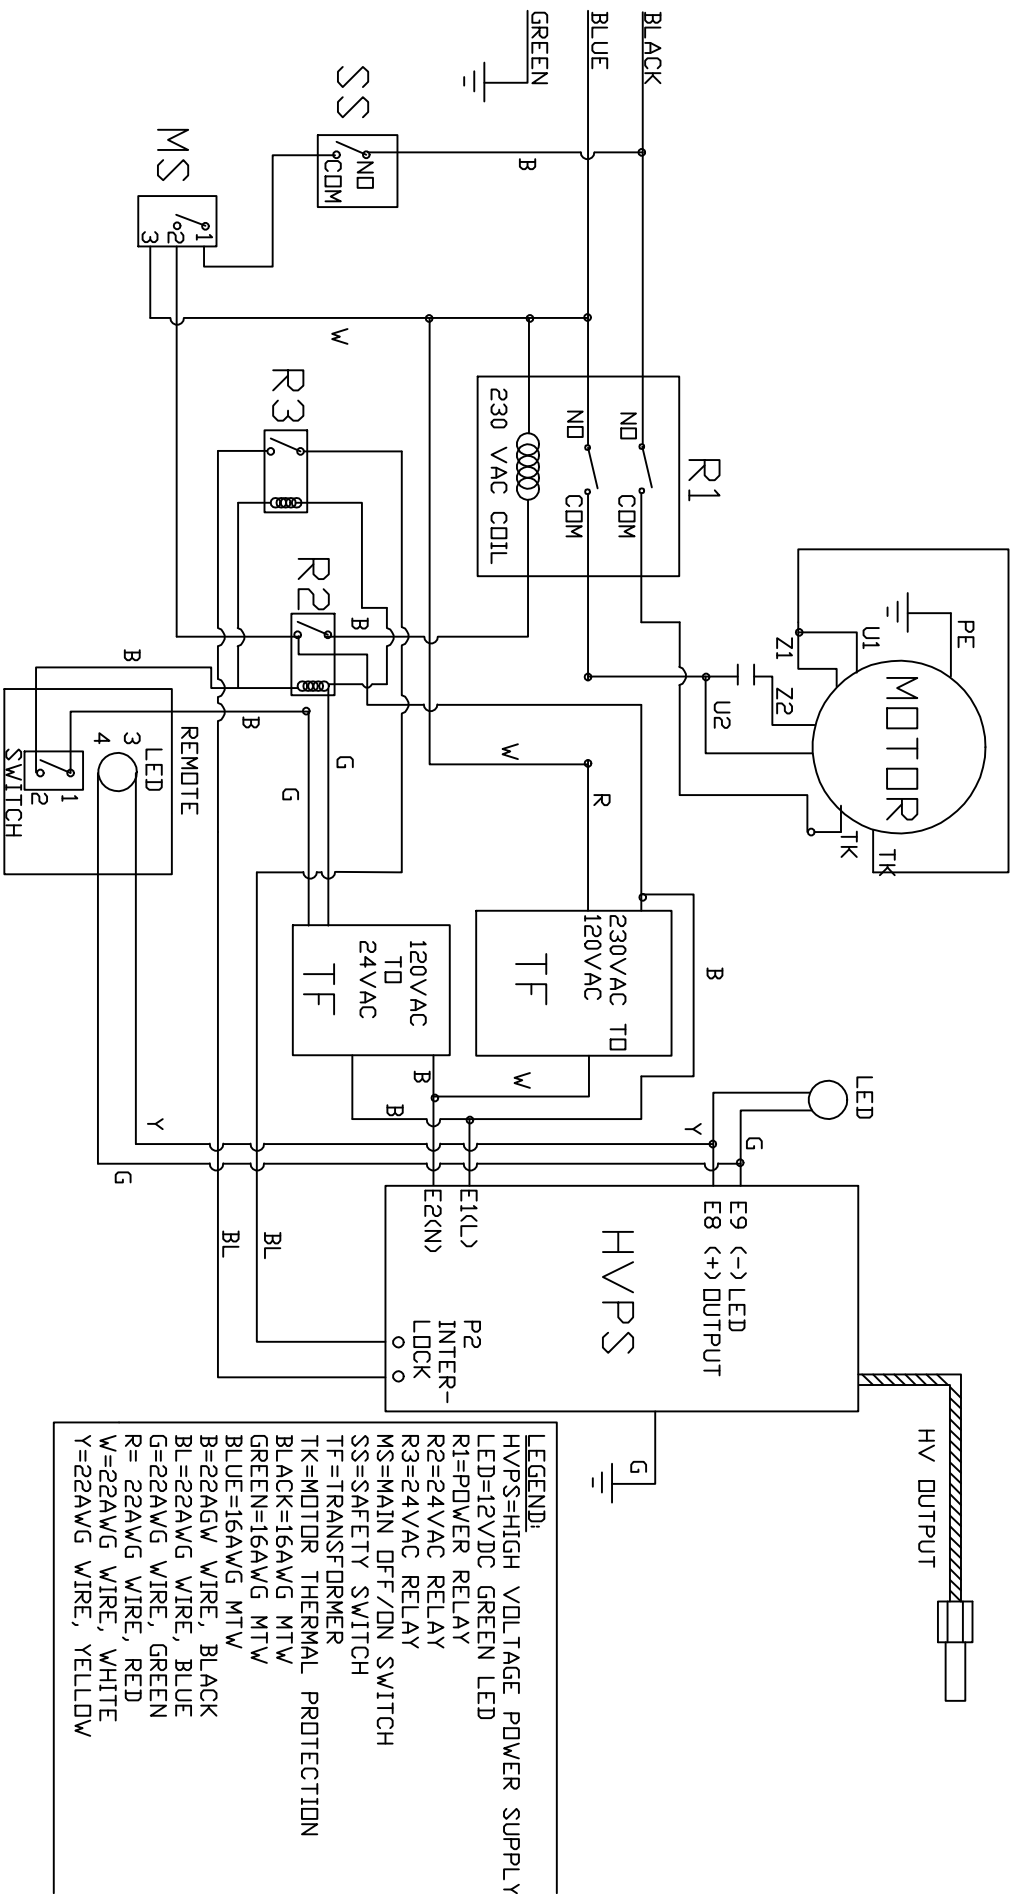 BLACK
BLUE
GREEN
SS
NO
COM
B
MS
1
2
3
W
R1
NO
COM
NO
COM
230 VAC COIL
R3
R2
B
PE
U1
Z1
Z2
U2
MOTOR
TK
TK
W
R
G
G
B
B
REMOTE
LED
3
4
1
2
SWITCH
230VAC TO
120VAC
TF
120VAC
TO
24VAC
TF
B
W
B
B
LED
Y
G
Y
G
E9 (-) LED
E8 (+) OUTPUT
E1(L)
E2(N)
HVPS
P2
INTER-
LOCK
BL
BL
G
HV OUTPUT
LEGEND:
HVPS=HIGH VOLTAGE POWER SUPPLY
LED=12VDC GREEN LED
R1=POWER RELAY
R2=24VAC RELAY
R3=24VAC RELAY
MS=MAIN OFF/ON SWITCH
SS=SAFETY SWITCH
TF=TRANSFORMER
TK=MOTOR THERMAL PROTECTION
BLACK=16AWG MTW
GREEN=16AWG MTW
BLUE=16AWG MTW
B=22AGW WIRE, BLACK
BL=22AWG WIRE, BLUE
G=22AWG WIRE, GREEN
R= 22AWG WIRE, RED
W=22AWG WIRE, WHITE
Y=22AWG WIRE, YELLOW